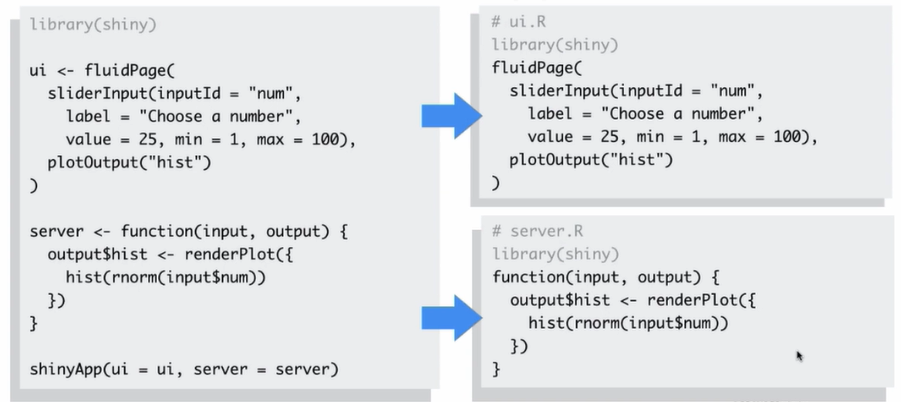 library(shiny)

ui <- fluidPage(
  sliderInput(inputId = "num",
    label = "Choose a number",
    value = 25, min = 1, max = 100),
  plotOutput("hist")
)

server <- function(input, output) {
  output$hist <- renderPlot({
    hist(rnorm(input$num))
  })
}

shinyApp(ui = ui, server = server)

# ui.R
library(shiny)
fluidPage(
  sliderInput(inputId = "num",
    label = "Choose a number",
    value = 25, min = 1, max = 100),
  plotOutput("hist")
)

# server.R
library(shiny)
function(input, output) {
  output$hist <- renderPlot({
    hist(rnorm(input$num))
  })
}